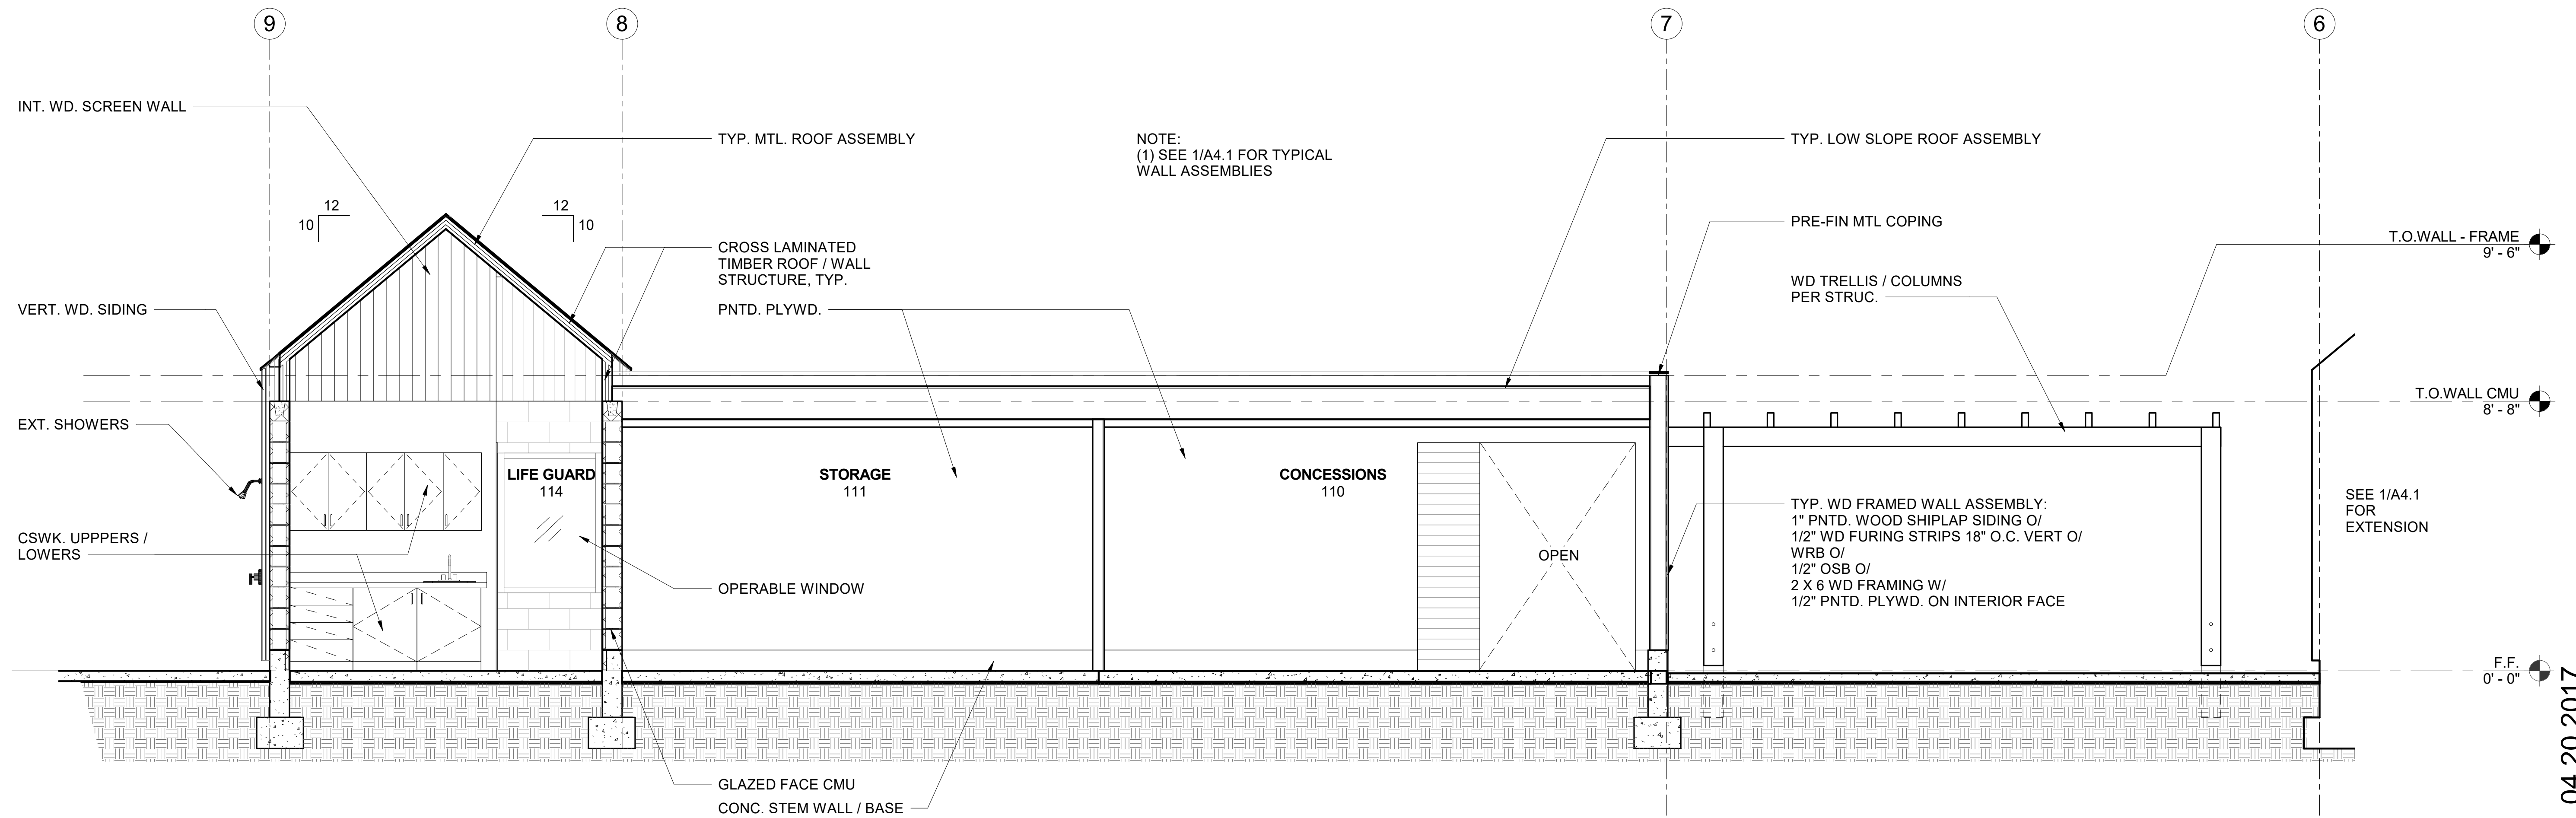 9
8
7
6
INT. WD. SCREEN WALL
TYP. MTL. ROOF ASSEMBLY
NOTE:
(1) SEE 1/A4.1 FOR TYPICAL
WALL ASSEMBLIES
TYP. LOW SLOPE ROOF ASSEMBLY
12
10
12
10
PRE-FIN MTL COPING
T.O.WALL - FRAME
9' - 6"
CROSS LAMINATED
TIMBER ROOF / WALL
STRUCTURE, TYP.
WD TRELLIS / COLUMNS
PER STRUC.
VERT. WD. SIDING
PNTD. PLYWD.
T.O.WALL CMU
8' - 8"
EXT. SHOWERS
LIFE GUARD
114
STORAGE
111
CONCESSIONS
110
SEE 1/A4.1
FOR
EXTENSION
TYP. WD FRAMED WALL ASSEMBLY:
1" PNTD. WOOD SHIPLAP SIDING O/
1/2" WD FURING STRIPS 18" O.C. VERT O/
WRB O/
1/2" OSB O/
2 X 6 WD FRAMING W/
1/2" PNTD. PLYWD. ON INTERIOR FACE
CSWK. UPPPERS /
LOWERS
OPEN
OPERABLE WINDOW
F.F.
0' - 0"
GLAZED FACE CMU
CONC. STEM WALL / BASE
04 20 2017